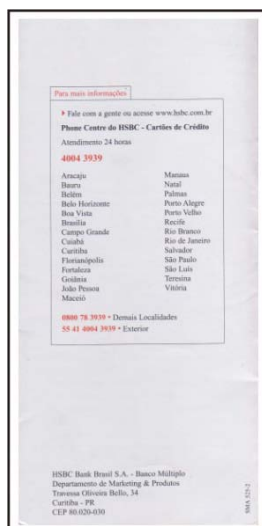 Para mais informações
Fale com a gente ou acesse www.hsbc.com.br
Phone Centre do HSBC - Cartões de Crédito
Atendimento 24 horas
4004 3939
Aracaju
Bauru
Belém
Belo Horizonte
Boa Vista
Brasília
Campo Grande
Cuiabá
Curitiba
Florianópolis
Fortaleza
Goiânia
João Pessoa
Maceió
Manaus
Natal
Palmas
Porto Alegre
Porto Velho
Recife
Rio Branco
Rio de Janeiro
Salvador
São Paulo
São Luís
Teresina
Vitória
0800 78 3939 • Demais Localidades
55 41 4004 3939 • Exterior
HSBC Bank Brasil S.A. - Banco Múltiplo
Departamento de Marketing & Produtos
Travessa Oliveira Bello, 34
Curitiba - PR
CEP 80.020-030